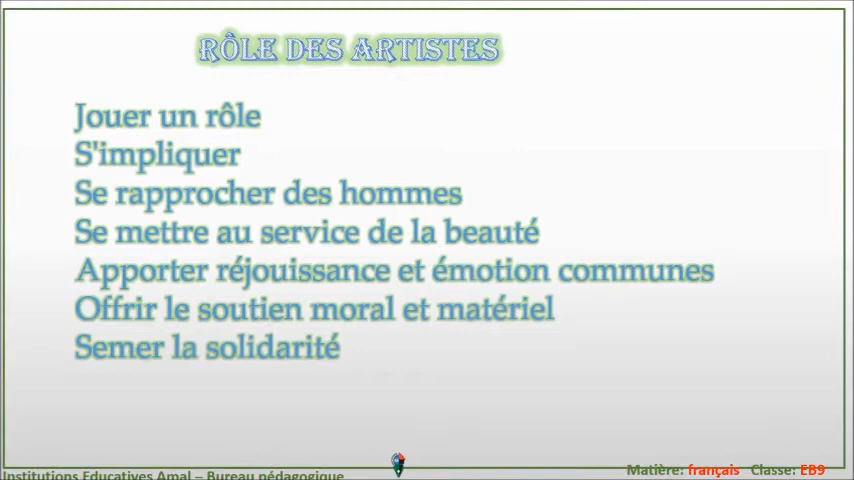 RÔLE DES ARTISTES
Jouer un rôle
S'impliquer
Se rapprocher des hommes
Se mettre au service de la beauté
Apporter réjouissance et émotion communes
Offrir le soutien moral et matériel
Semer la solidarité
Institutions Educatives Amal – Bureau pédagogique
Matière: français Classe: EB9